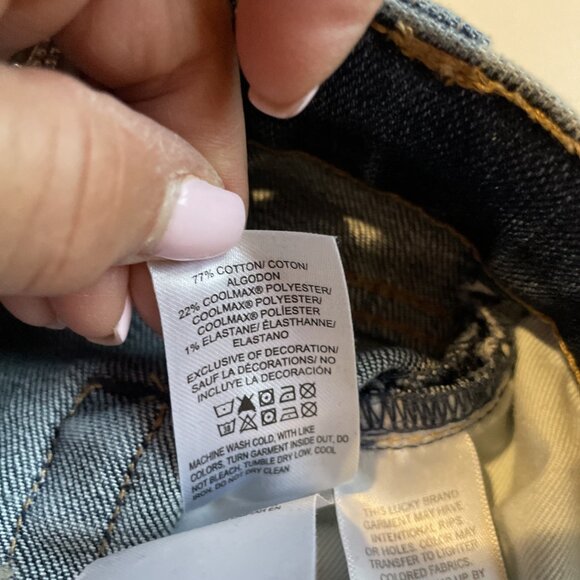 77% COTTON/ COTON/
ALGODON
22% COOLMAX® POLYESTER/
COOLMAX® POLYESTER/
COOLMAX® POLÍESTER
1% ELASTANE/ ÉLASTHANNE/
ELASTANO
EXCLUSIVE OF DECORATION/
SAUF LA DÉCORATIONS/ NO
INCLUYE LA DECORACIÓN/
MACHINE WASH COLD, WITH LIKE
COLORS, TURN GARMENT INSIDE OUT, DO
NOT BLEACH, TUMBLE DRY LOW, COOL
IRON, DO NOT DRY CLEAN
THIS LUCKY BRAND
GARMENT MAY HAVE
INTENTIONAL RIPS
OR HOLES. COLOR MAY
TRANSFER TO LIGHTER
COLORED FABRICS.